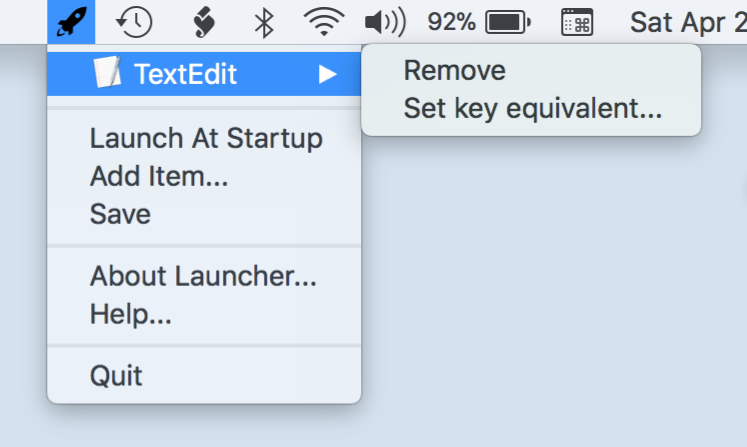 92% Sat Apr 2
TextEdit
Remove
Set key equivalent...
Launch At Startup
Add Item...
Save
About Launcher...
Help...
Quit